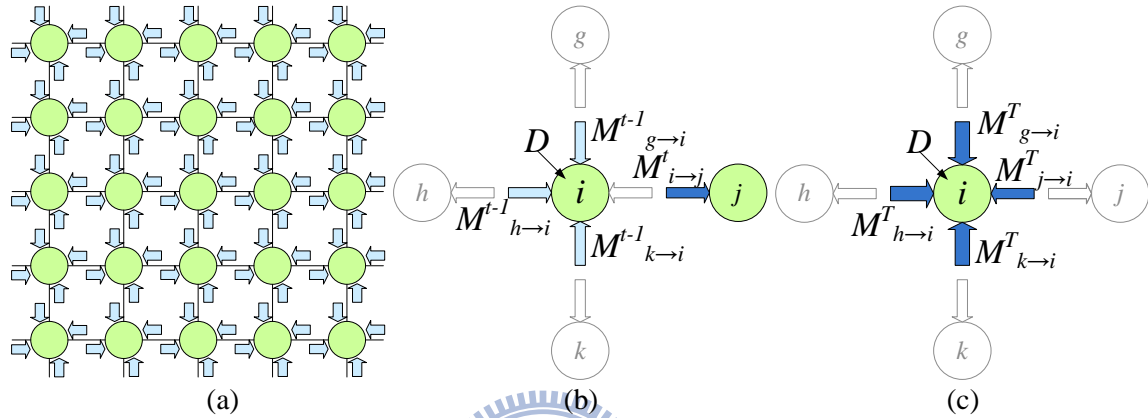 g
M^{t-1}_{g→i}
D
M^{t}_{i→j}
h
i
j
M^{t-1}_{h→i}
M^{t-1}_{k→i}
k
(b)
g
M^{T}_{g→i}
D
M^{T}_{j→i}
h
i
j
M^{T}_{h→i}
M^{T}_{k→i}
k
(c)
(a)